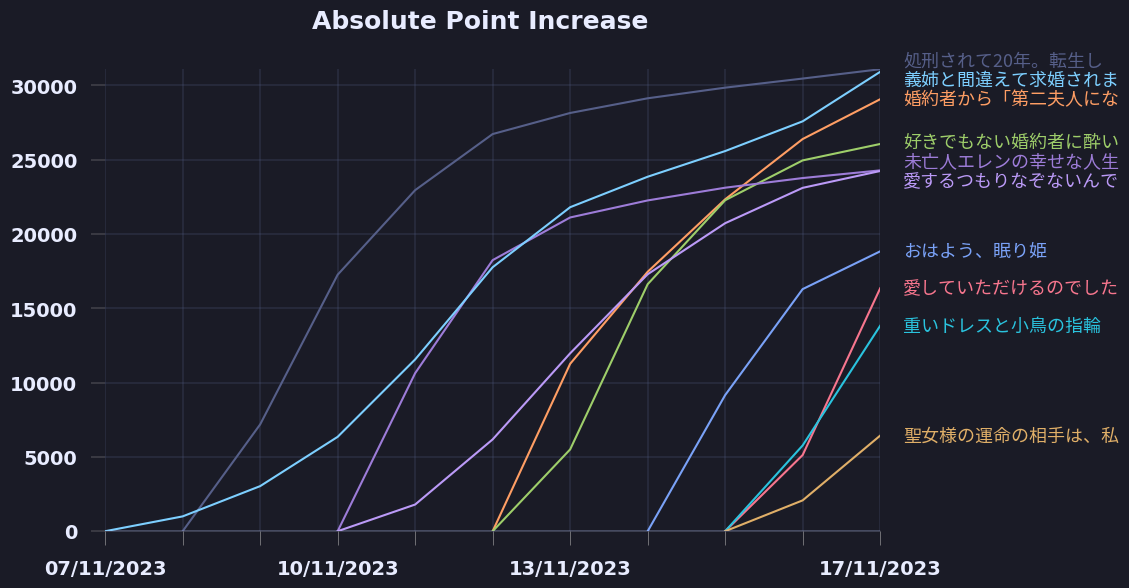 Absolute Point Increase
処刑されて20年。転生し
義姉と間違えて求婚されま
婚約者から「第二夫人にな
好きでもない婚約者に酔い
未亡人エレンの幸せな人生
愛するつもりなぞないんで
おはよう、眠り姫
愛していただけるのでした
重いドレスと小鳥の指輪
聖女様の運命の相手は、私
30000
25000
20000
15000
10000
5000
0
07/11/2023
10/11/2023
13/11/2023
17/11/2023